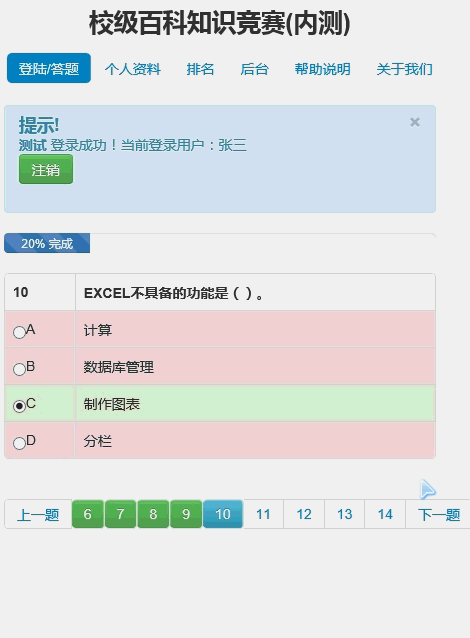 校级百科知识竞赛(内测)
登陆/答题 个人资料 排名 后台 帮助说明 关于我们
提示! ×
测试 登录成功！当前登录用户：张三
注销
20% 完成
10 EXCEL不具备的功能是 ( ) 。
A 计算
B 数据库管理
C 制作图表
D 分栏
上一题 6 7 8 9 10 11 12 13 14 下一题